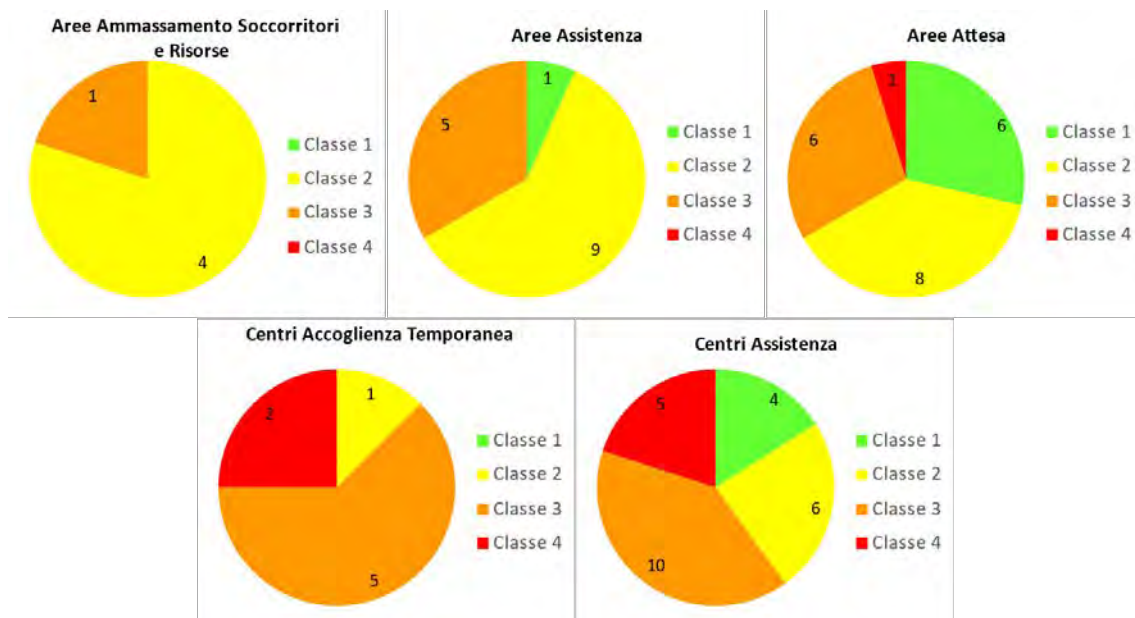 Aree Ammassamento Soccorritori
e Risorse
1
4
Classe 1
Classe 2
Classe 3
Classe 4
Aree Assistenza
1
5
9
Classe 1
Classe 2
Classe 3
Classe 4
Aree Attesa
1
6
6
8
Classe 1
Classe 2
Classe 3
Classe 4
Centri Accoglienza Temporanea
2
1
5
Classe 1
Classe 2
Classe 3
Classe 4
Centri Assistenza
5
4
6
10
Classe 1
Classe 2
Classe 3
Classe 4